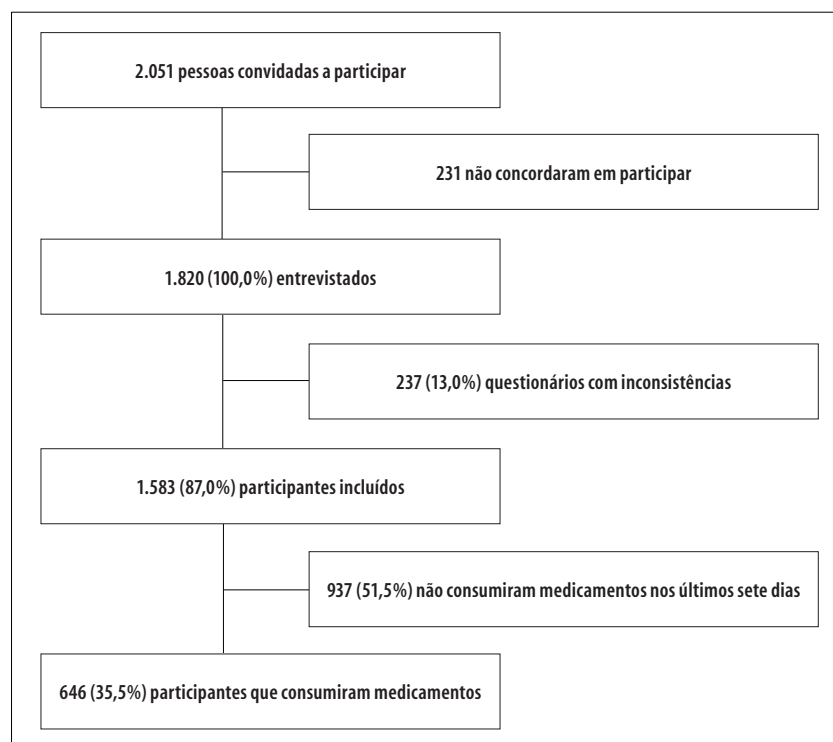 2.051 pessoas convidadas a participar
231 não concordaram em participar
1.820 (100,0%) entrevistados
237 (13,0%) questionários com inconsistências
1.583 (87,0%) participantes incluídos
937 (51,5%) não consumiram medicamentos nos últimos sete dias
646 (35,5%) participantes que consumiram medicamentos